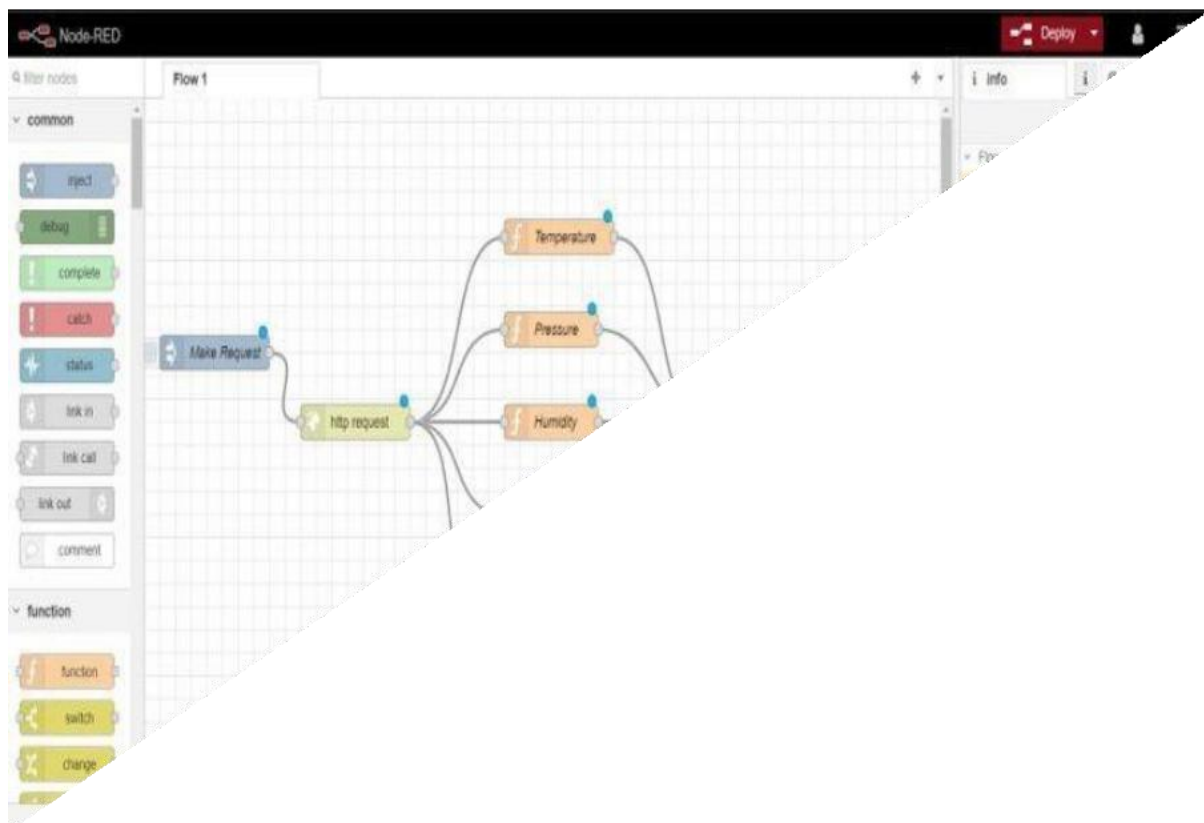 Node-RED
Deploy
filter nodes
Flow 1
i info
i
common
inject
debug
Temperature
complete
Pressure
catch
Make Request
status
link in
http request
Humidity
link call
link out
comment
function
function
switch
change